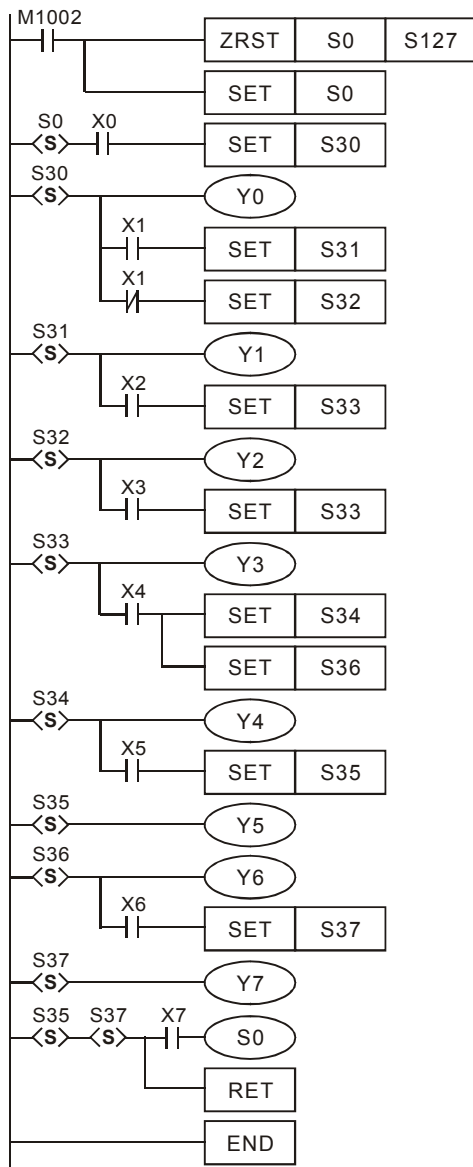 M1002
ZRST S0 S127
SET S0
S0 X0
S SET S30
S30
S Y0
X1
SET S31
X1
SET S32
S31
S Y1
X2
SET S33
S32
S Y2
X3
SET S33
S33
S Y3
X4
SET S34
SET S36
S34
S Y4
X5
SET S35
S35
S Y5
S36
S Y6
X6
SET S37
S37
S Y7
S35 S37 X7
S S S0
RET
END